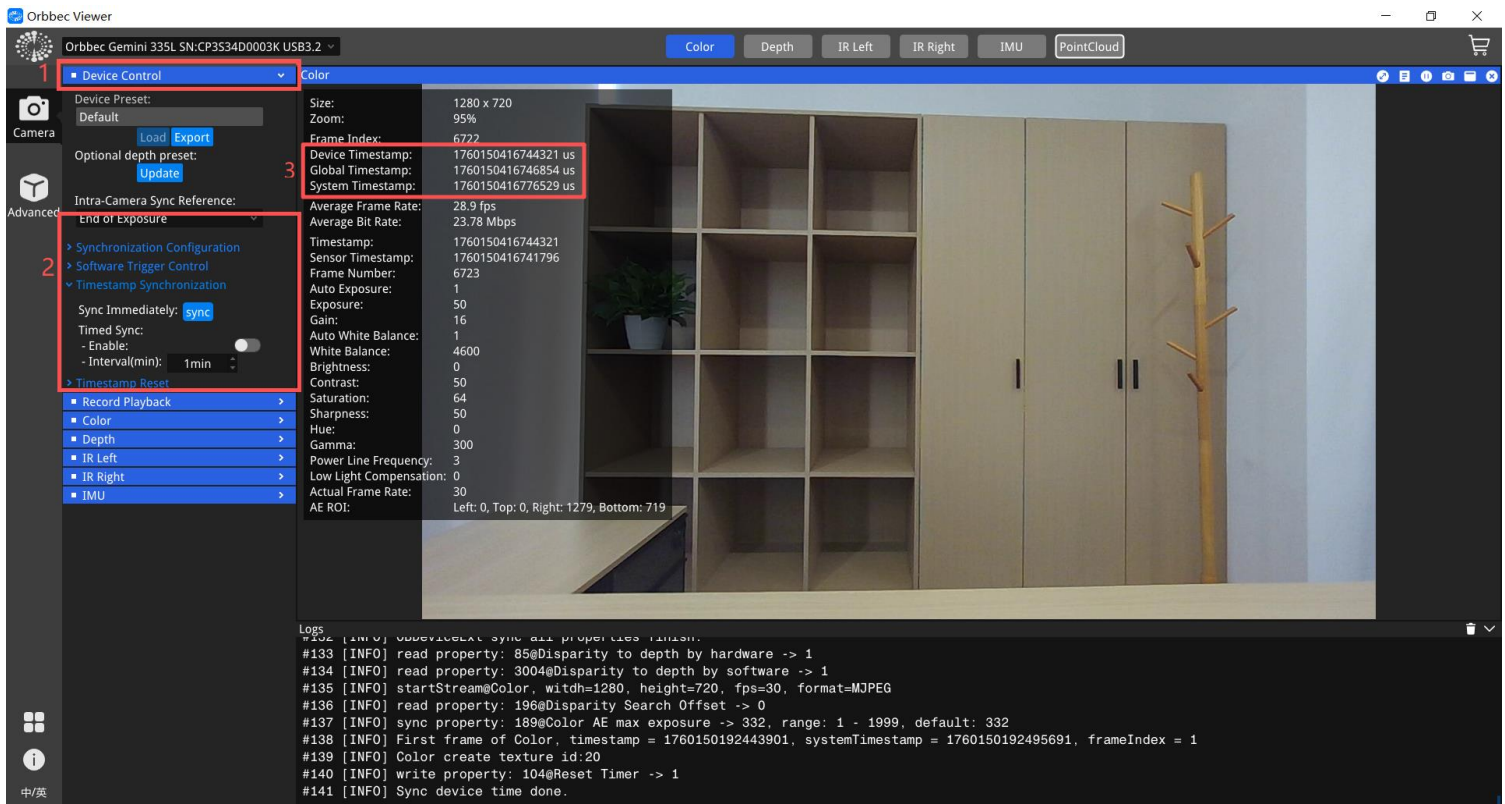 Orbbec Viewer
Orbbec Gemini 335L SN:CP3S34D0003K USB3.2
Color
Depth
IR Left
IR Right
IMU
PointCloud
1
Device Control
Camera
Advanced
Device Preset:
Default
Load Export
Optional depth preset:
Update
Intra-Camera Sync Reference:
End of Exposure
2
Synchronization Configuration
Software Trigger Control
Timestamp Synchronization
Sync Immediately: sync
Timed Sync:
- Enable:
- Interval(min): 1min
Timestamp Reset
Record Playback
Color
Depth
IR Left
IR Right
IMU
中/英
Color
Size: 1280 x 720
Zoom: 95%
Frame Index: 6722
3
Device Timestamp: 1760150416744321 us
Global Timestamp: 1760150416746854 us
System Timestamp: 1760150416776529 us
Average Frame Rate: 28.9 fps
Average Bit Rate: 23.78 Mbps
Timestamp: 1760150416744321
Sensor Timestamp: 1760150416741796
Frame Number: 6723
Auto Exposure: 1
Exposure: 50
Gain: 16
Auto White Balance: 1
White Balance: 4600
Brightness: 0
Contrast: 50
Saturation: 64
Sharpness: 50
Hue: 0
Gamma: 300
Power Line Frequency: 3
Low Light Compensation: 0
Actual Frame Rate: 30
AE ROI: Left: 0, Top: 0, Right: 1279, Bottom: 719
Logs
#132 [INFO] OBDeviceExt sync all properties finish.
#133 [INFO] read property: 85@Disparity to depth by hardware -> 1
#134 [INFO] read property: 3004@Disparity to depth by software -> 1
#135 [INFO] startStream@Color, witdh=1280, height=720, fps=30, format=MJPEG
#136 [INFO] read property: 196@Disparity Search Offset -> 0
#137 [INFO] sync property: 189@Color AE max exposure -> 332, range: 1 - 1999, default: 332
#138 [INFO] First frame of Color, timestamp = 1760150192443901, systemTimestamp = 1760150192495691, frameIndex = 1
#139 [INFO] Color create texture id:20
#140 [INFO] write property: 104@Reset Timer -> 1
#141 [INFO] Sync device time done.